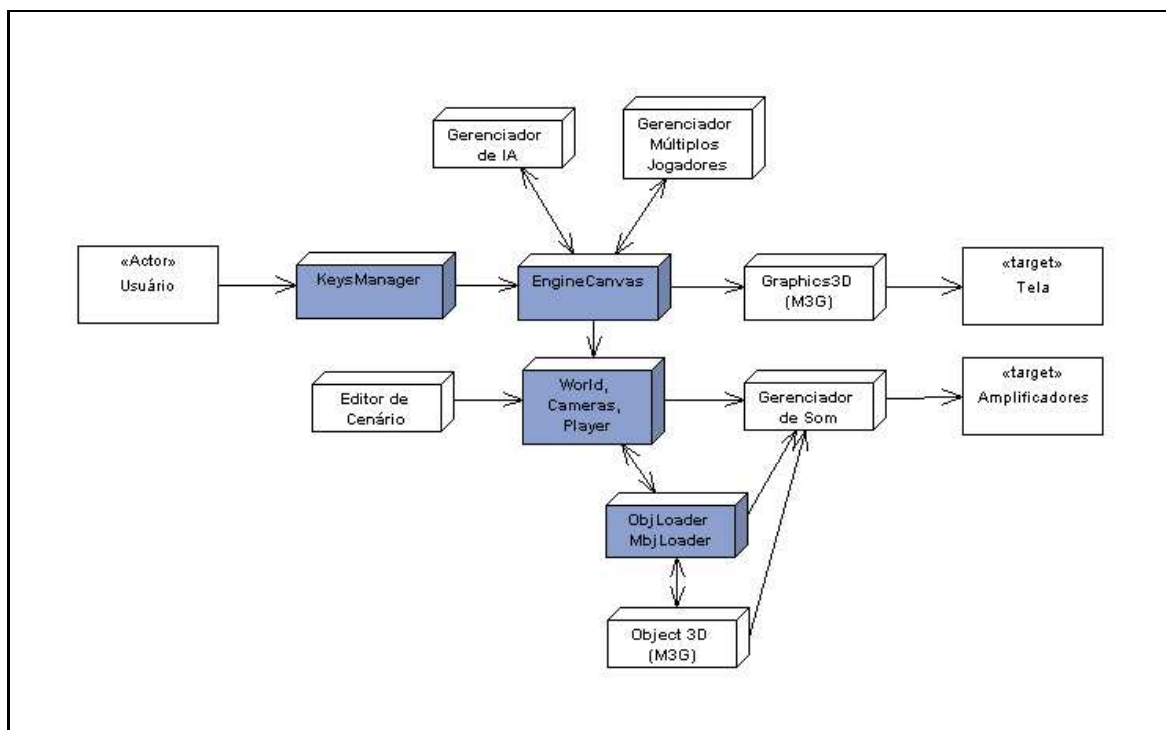 Gerenciador
de IA
Gerenciador
Múltiplos
Jogadores
«Actor»
Usuário
KeysManager
EngineCanvas
Graphics3D
(M3G)
«target»
Tela
Editor de
Cenário
World,
Cameras,
Player
Gerenciador
de Som
«target»
Amplificadores
ObjLoader
MbjLoader
Object 3D
(M3G)